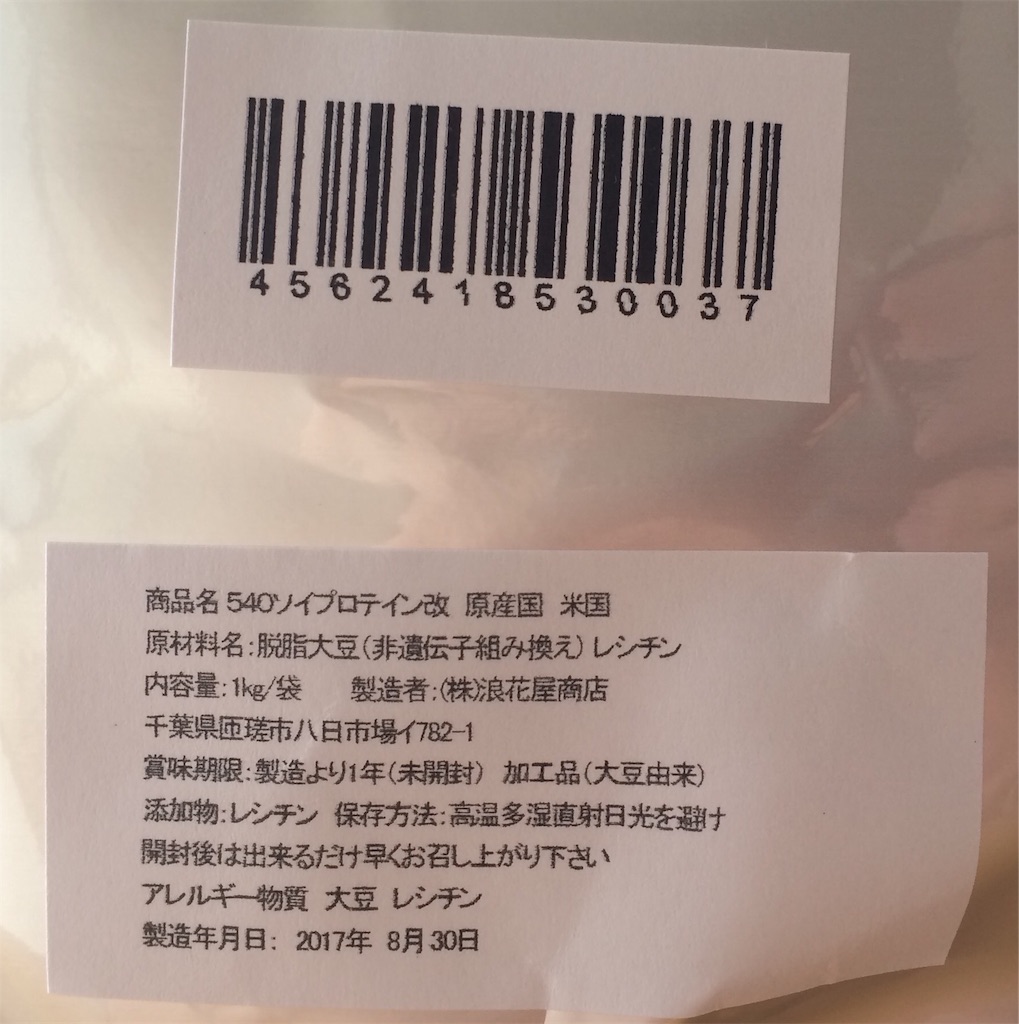 4562418530037
商品名 540ソイプロテイン改 原産国 米国
原材料名:脱脂大豆(非遺伝子組み換え) レシチン
内容量:1kg/袋 製造者:(株)浪花屋商店
千葉県匝瑳市八日市場イ782-1
賞味期限:製造より1年(未開封) 加工品(大豆由来)
添加物:レシチン 保存方法:高温多湿直射日光を避け
開封後は出来るだけ早くお召し上がり下さい
アレルギー物質 大豆 レシチン
製造年月日: 2017年 8月30日